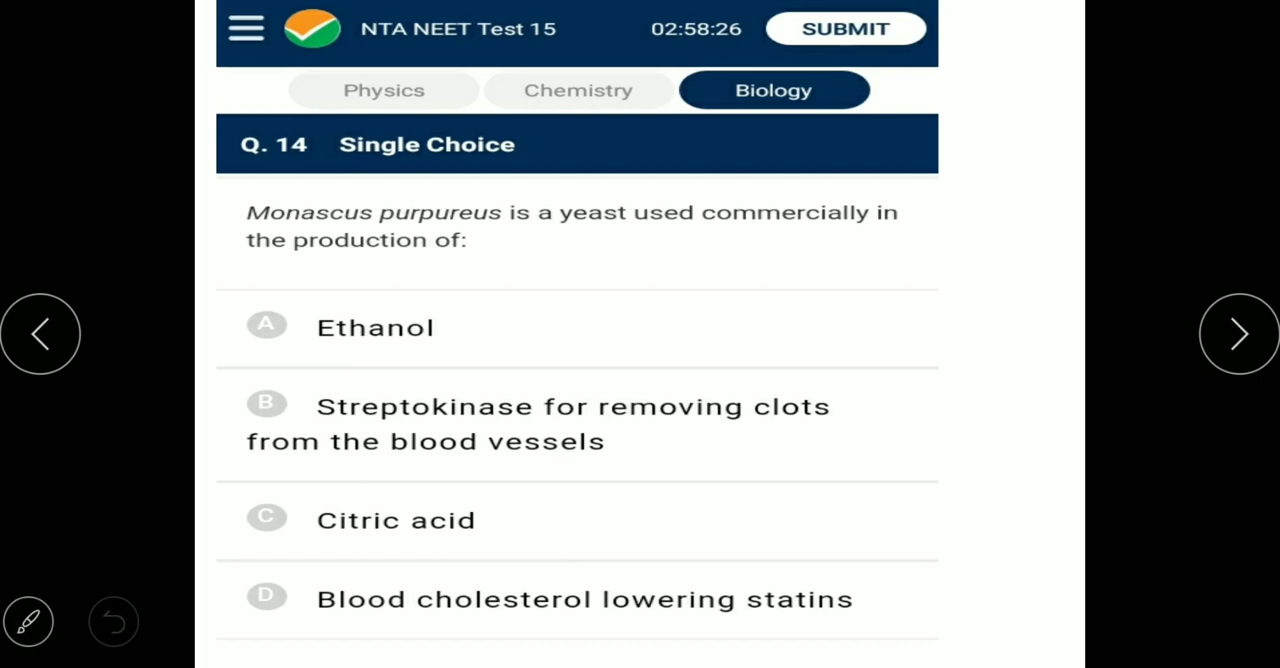 NTA NEET Test 15 02:58:26 SUBMIT
Physics Chemistry Biology
Q. 14 Single Choice
Monascus purpureus is a yeast used commercially in
the production of:
A Ethanol
B Streptokinase for removing clots
from the blood vessels
C Citric acid
D Blood cholesterol lowering statins